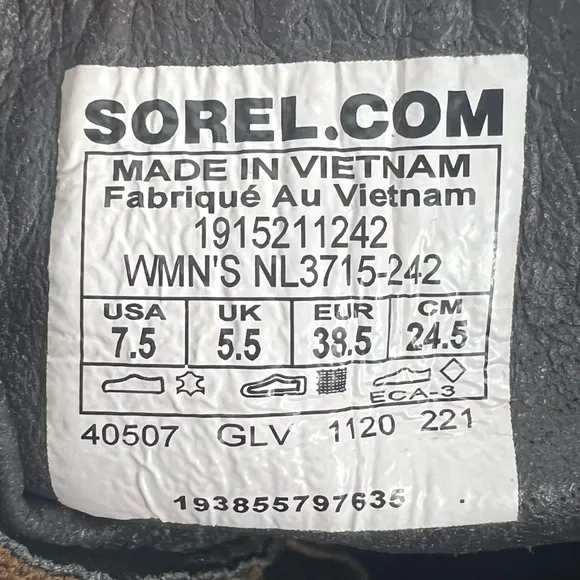 SOREL.COM
MADE IN VIETNAM
Fabriqué Au Vietnam
1915211242
WMN'S NL3715-242
USA UK EUR CM
7.5 5.5 38.5 24.5
ECA-3
40507 GLV 1120 221
193855797635 .